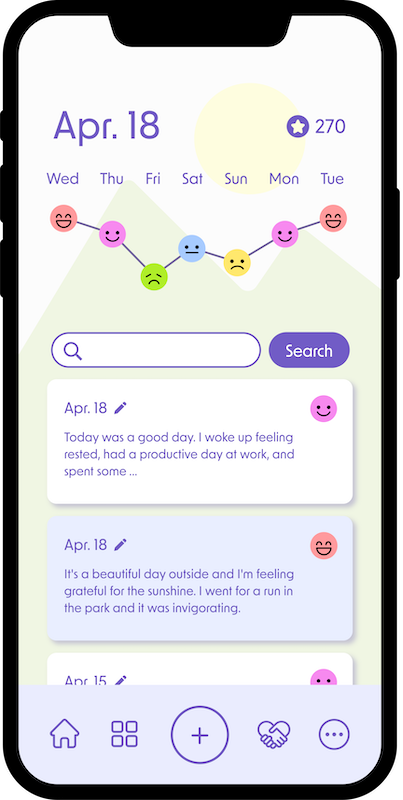 Apr. 18
270
Wed Thu Fri Sat Sun Mon Tue
Search
Apr. 18
Today was a good day. I woke up feeling
rested, had a productive day at work, and
spent some ...
Apr. 18
It's a beautiful day outside and I'm feeling
grateful for the sunshine. I went for a run in
the park and it was invigorating.
Apr. 15